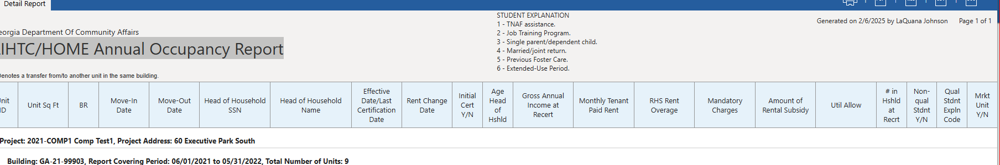 Detail Report
STUDENT EXPLANATION
1 - TNAF assistance.
2 - Job Training Program.
3 - Single parent/dependent child.
4 - Married/joint return.
5 - Previous Foster Care.
6 - Extended-Use Period.
Generated on 2/6/2025 by LaQuana Johnson Page 1 of 1
eorgia Department Of Community Affairs
IHTC/HOME Annual Occupancy Report
Denotes a transfer from/to another unit in the same building.
nit
ID
Unit Sq Ft
BR
Move-In
Date
Move-Out
Date
Head of Household
SSN
Head of Household
Name
Effective
Date/Last
Certification
Date
Rent Change
Date
Initial
Cert
Y/N
Age
Head
of
Hshld
Gross Annual
Income at
Recert
Monthly Tenant
Paid Rent
RHS Rent
Overage
Mandatory
Charges
Amount of
Rental Subsidy
Util Allow
# in
Hshld
at
Recrt
Non-
qual
Stdnt
Y/N
Qual
Stdnt
Expln
Code
Mrkt
Unit
Y/N
Project: 2021-COMP1 Comp Test1, Project Address: 60 Executive Park South
Building: GA-21-99903, Report Covering Period: 06/01/2021 to 05/31/2022, Total Number of Units: 9